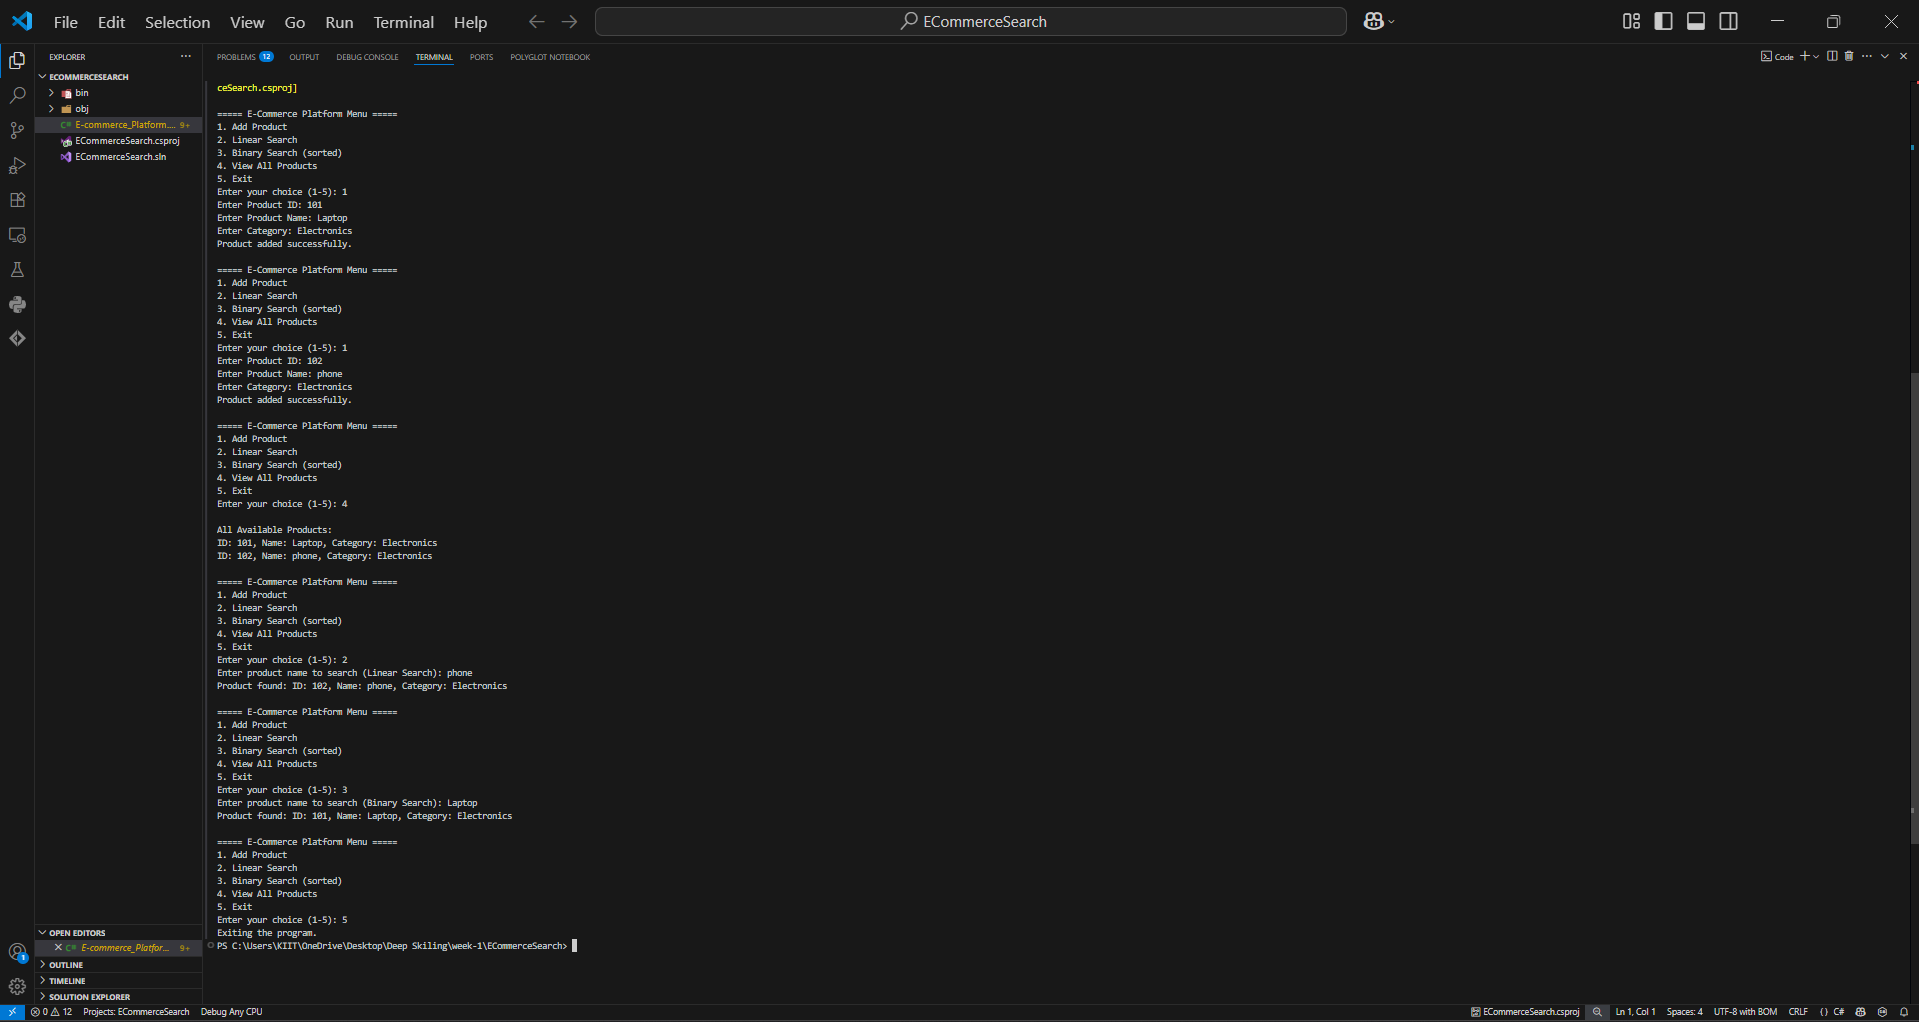 File Edit Selection View Go Run Terminal Help
ECommerceSearch
EXPLORER
ECOMMERCESEARCH
bin
obj
E-commerce_Platform.... 9+
ECommerceSearch.csproj
ECommerceSearch.sln
OPEN EDITORS
E-commerce_Platfor... 9+
OUTLINE
TIMELINE
SOLUTION EXPLORER
1
PROBLEMS 12 OUTPUT DEBUG CONSOLE TERMINAL PORTS POLYGLOT NOTEBOOK
Code
ceSearch.csproj]
===== E-Commerce Platform Menu =====
1. Add Product
2. Linear Search
3. Binary Search (sorted)
4. View All Products
5. Exit
Enter your choice (1-5): 1
Enter Product ID: 101
Enter Product Name: Laptop
Enter Category: Electronics
Product added successfully.
===== E-Commerce Platform Menu =====
1. Add Product
2. Linear Search
3. Binary Search (sorted)
4. View All Products
5. Exit
Enter your choice (1-5): 1
Enter Product ID: 102
Enter Product Name: phone
Enter Category: Electronics
Product added successfully.
===== E-Commerce Platform Menu =====
1. Add Product
2. Linear Search
3. Binary Search (sorted)
4. View All Products
5. Exit
Enter your choice (1-5): 4
All Available Products:
ID: 101, Name: Laptop, Category: Electronics
ID: 102, Name: phone, Category: Electronics
===== E-Commerce Platform Menu =====
1. Add Product
2. Linear Search
3. Binary Search (sorted)
4. View All Products
5. Exit
Enter your choice (1-5): 2
Enter product name to search (Linear Search): phone
Product found: ID: 102, Name: phone, Category: Electronics
===== E-Commerce Platform Menu =====
1. Add Product
2. Linear Search
3. Binary Search (sorted)
4. View All Products
5. Exit
Enter your choice (1-5): 3
Enter product name to search (Binary Search): Laptop
Product found: ID: 101, Name: Laptop, Category: Electronics
===== E-Commerce Platform Menu =====
1. Add Product
2. Linear Search
3. Binary Search (sorted)
4. View All Products
5. Exit
Enter your choice (1-5): 5
Exiting the program.
PS C:\Users\KIIT\OneDrive\Desktop\Deep Skiling\week-1\ECommerceSearch>
0 12 Projects: ECommerceSearch Debug Any CPU
ECommerceSearch.csproj Ln 1, Col 1 Spaces: 4 UTF-8 with BOM CRLF {} C#